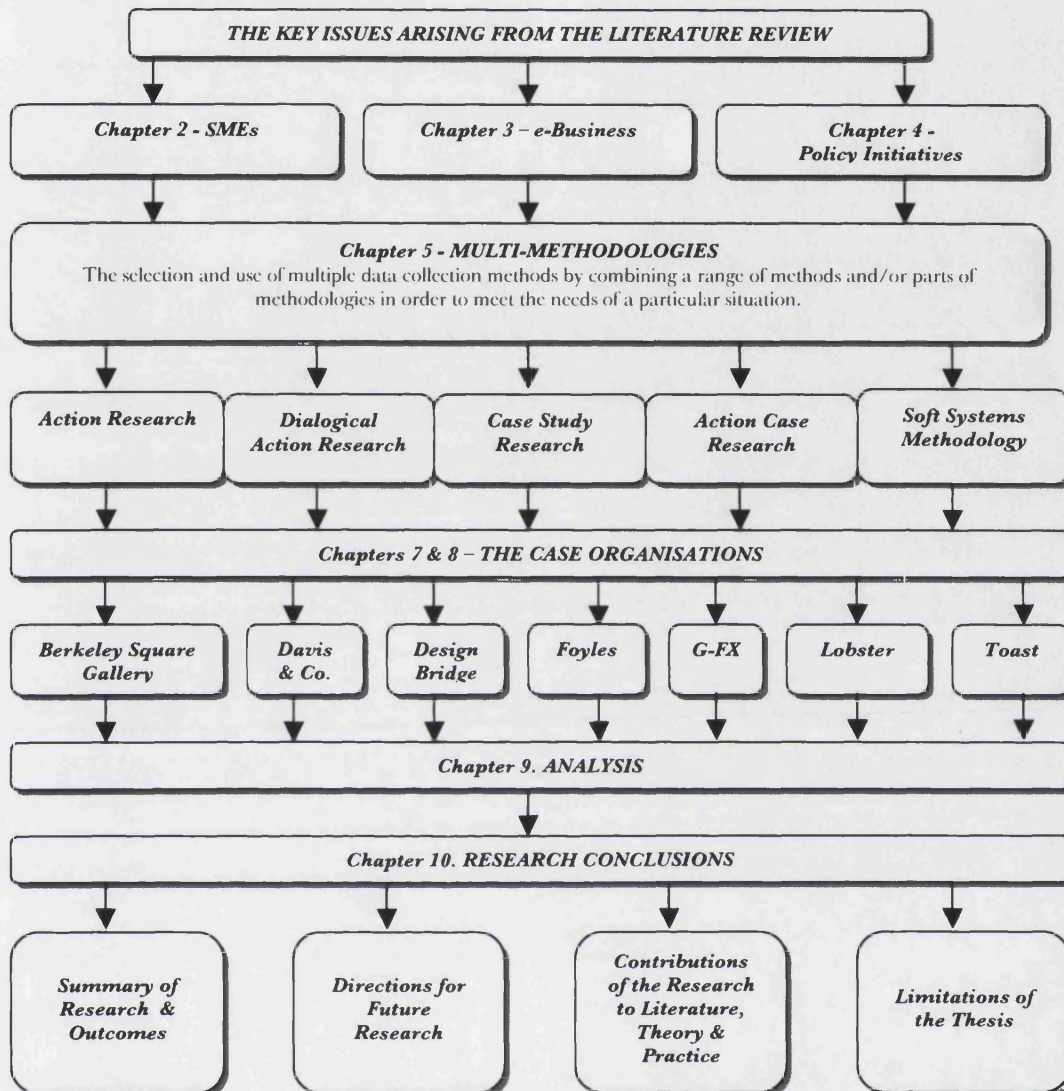 THE KEY ISSUES ARISING FROM THE LITERATURE REVIEW
Chapter 2 - SMEs
Chapter 3 – e-Business
Chapter 4 -
Policy Initiatives
Chapter 5 - MULTI-METHODOLOGIES
The selection and use of multiple data collection methods by combining a range of methods and/or parts of
methodologies in order to meet the needs of a particular situation.
Action Research
Dialogical
Action Research
Case Study
Research
Action Case
Research
Soft Systems
Methodology
Chapters 7 & 8 – THE CASE ORGANISATIONS
Berkeley Square
Gallery
Davis
& Co.
Design
Bridge
Foyles
G-FX
Lobster
Toast
Chapter 9. ANALYSIS
Chapter 10. RESEARCH CONCLUSIONS
Summary of
Research &
Outcomes
Directions for
Future
Research
Contributions
of the Research
to Literature,
Theory &
Practice
Limitations of
the Thesis